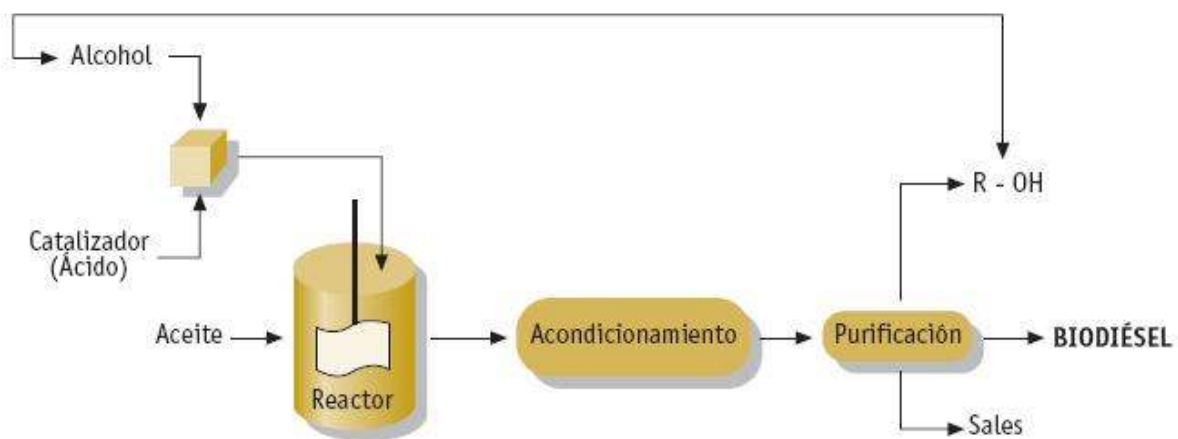 Alcohol
R - OH
Catalizador
(Ácido)
Aceite
Reactor
Acondicionamiento
Purificación
BIODIÉSEL
Sales